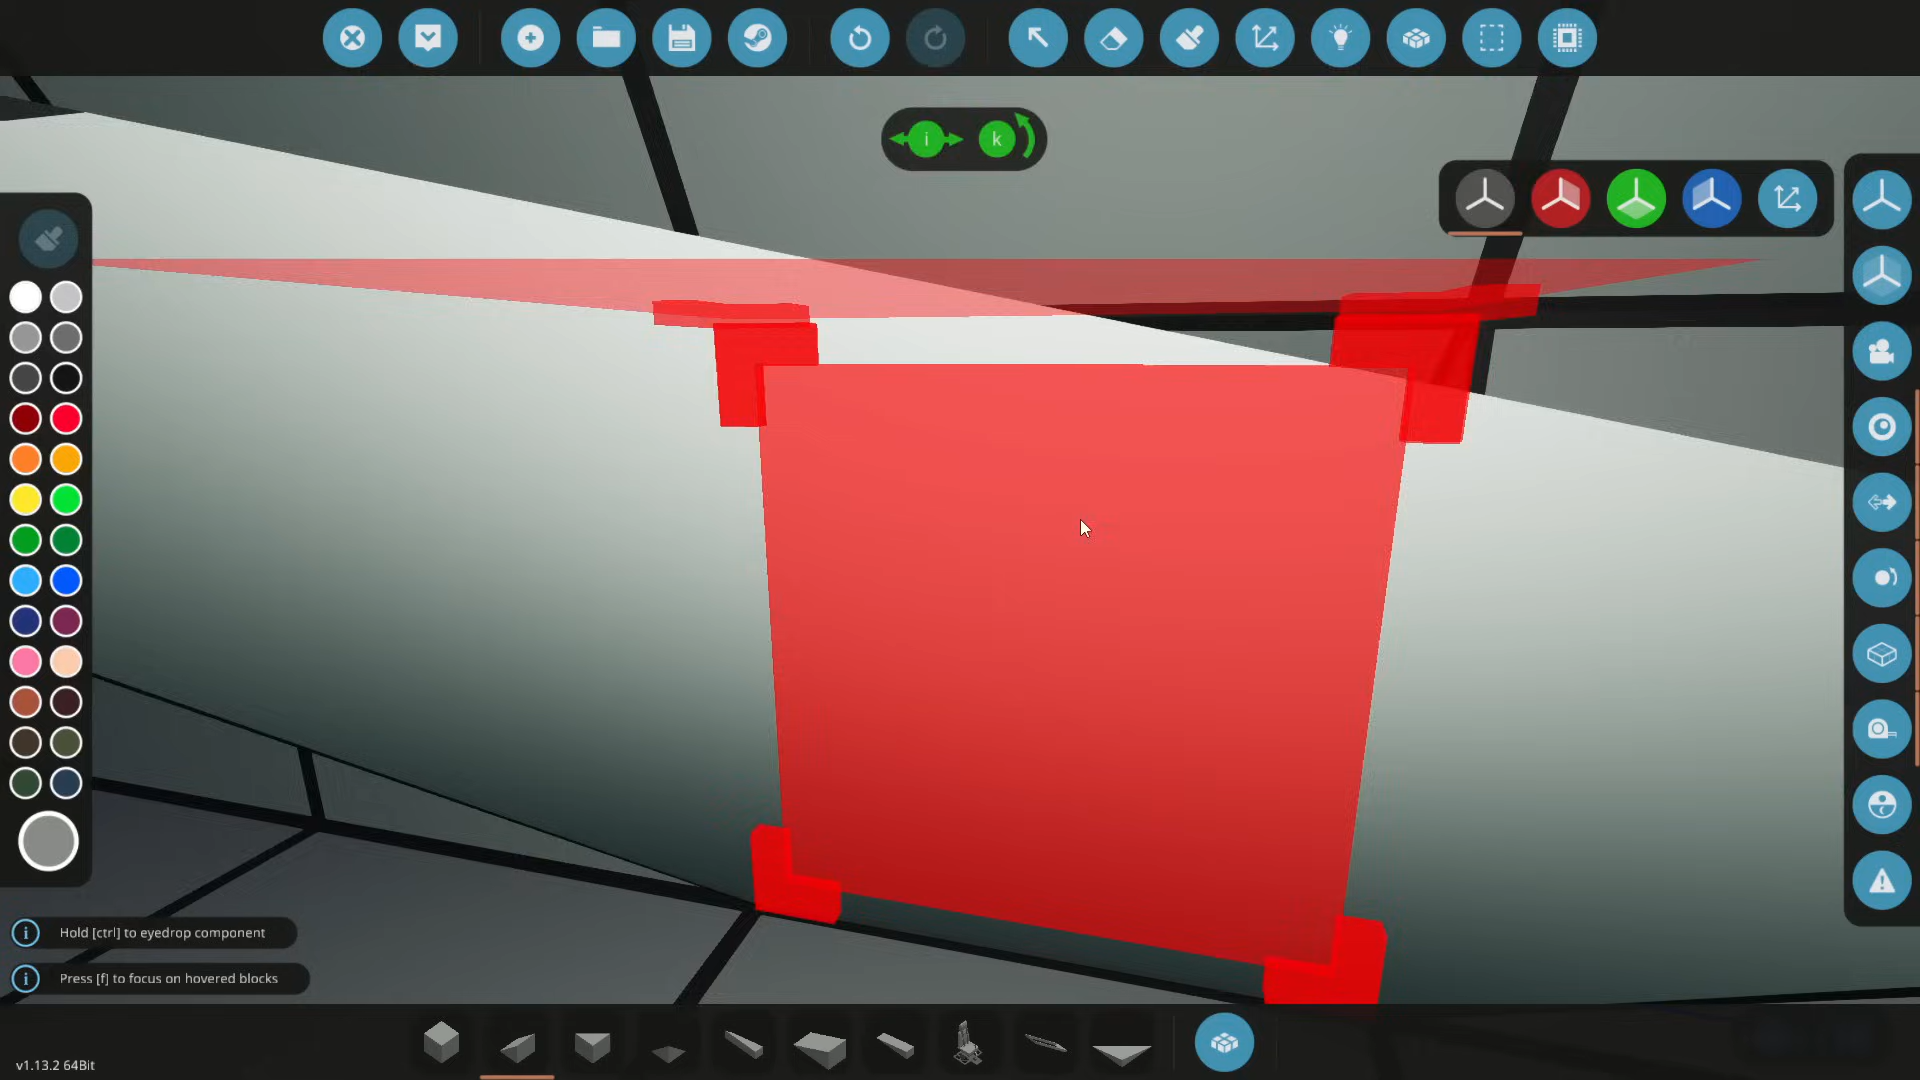 i k
Hold [ctrl] to eyedrop component
Press [f] to focus on hovered blocks
v1.13.2 64Bit